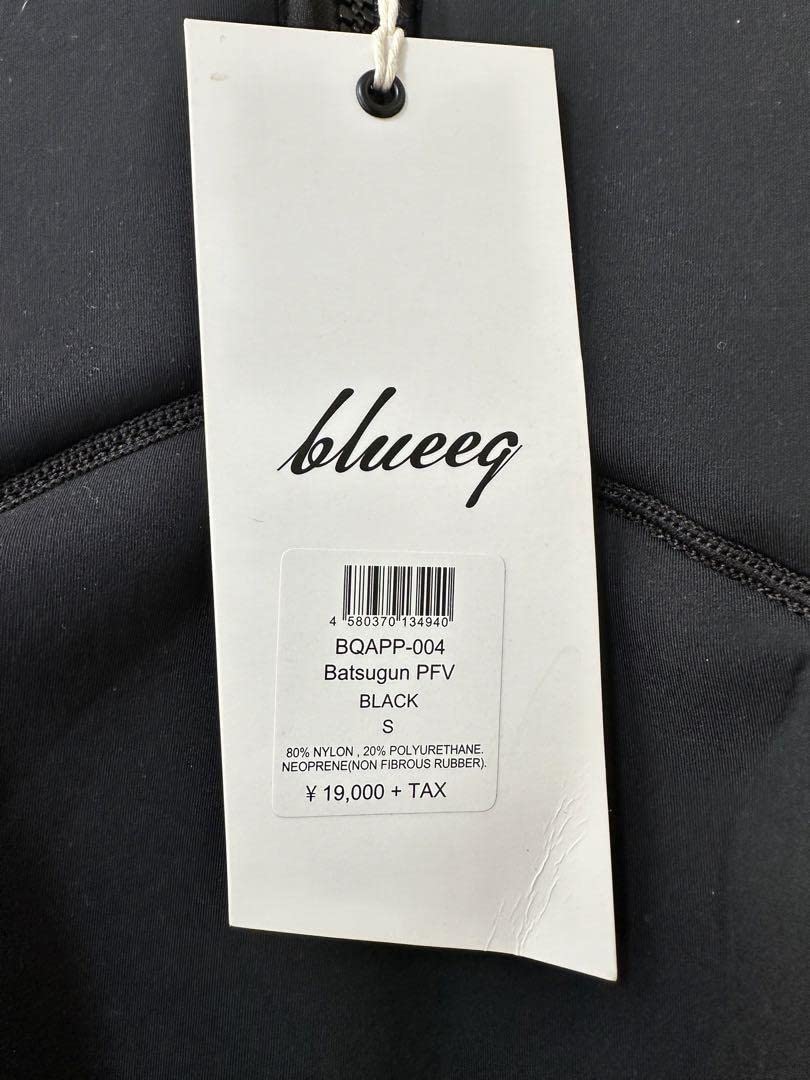 blueeq
4 580370 134940
BQAPP-004
Batsugun PFV
BLACK
S
80% NYLON , 20% POLYURETHANE.
NEOPRENE(NON FIBROUS RUBBER).
¥ 19,000 + TAX